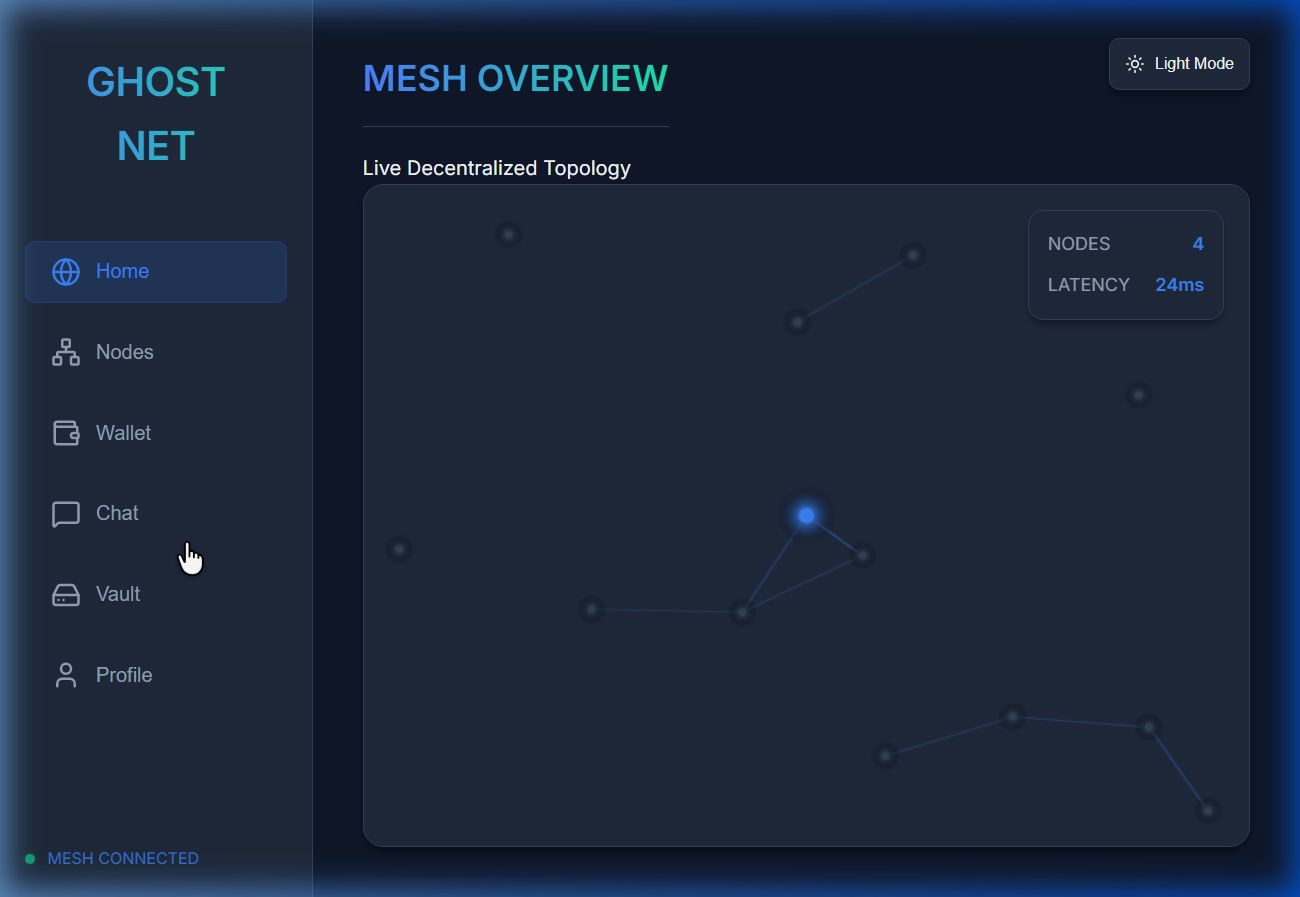 GHOST
NET
Home
Nodes
Wallet
Chat
Vault
Profile
MESH CONNECTED
MESH OVERVIEW
Light Mode
Live Decentralized Topology
NODES 4
LATENCY 24ms